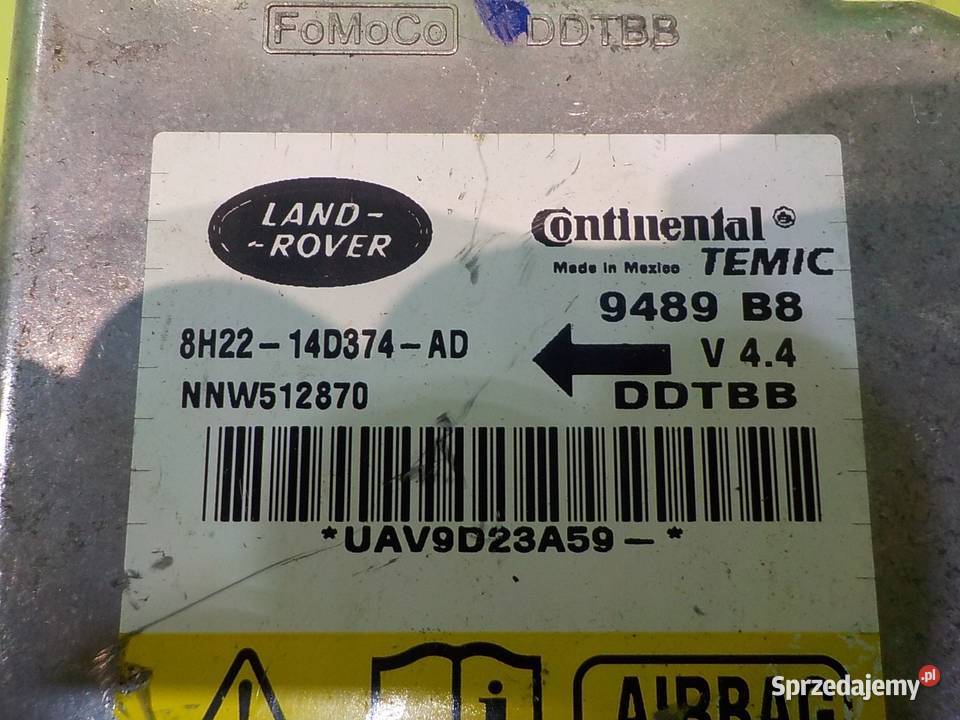 FoMoCo DDTBB
LAND-
-ROVER
Continental
Made in Mexico TEMIC
9489 B8
8H22-14D374-AD
V 4.4
NNW512870
DDTBB
*UAV9D23A59-*
AIRBAG
Sprzedajemy.pl